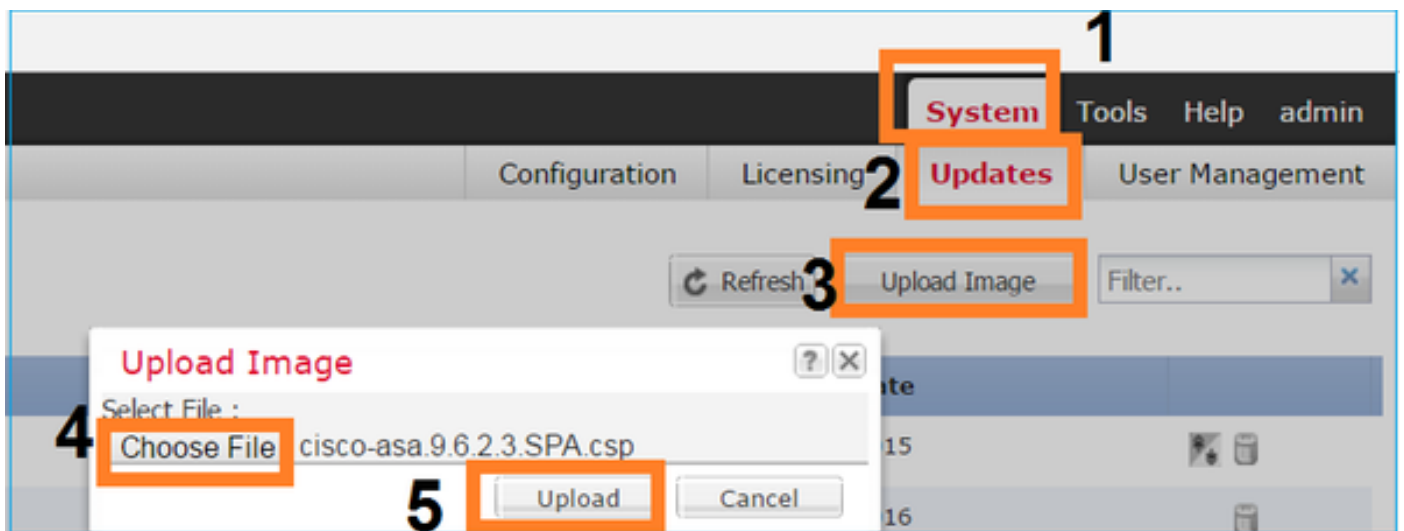 1
System Tools Help admin
Configuration Licensing 2 Updates User Management
Refresh 3 Upload Image Filter..
Upload Image
Select File :
4 Choose File cisco-asa.9.6.2.3.SPA.csp
5 Upload Cancel
ate
15
16